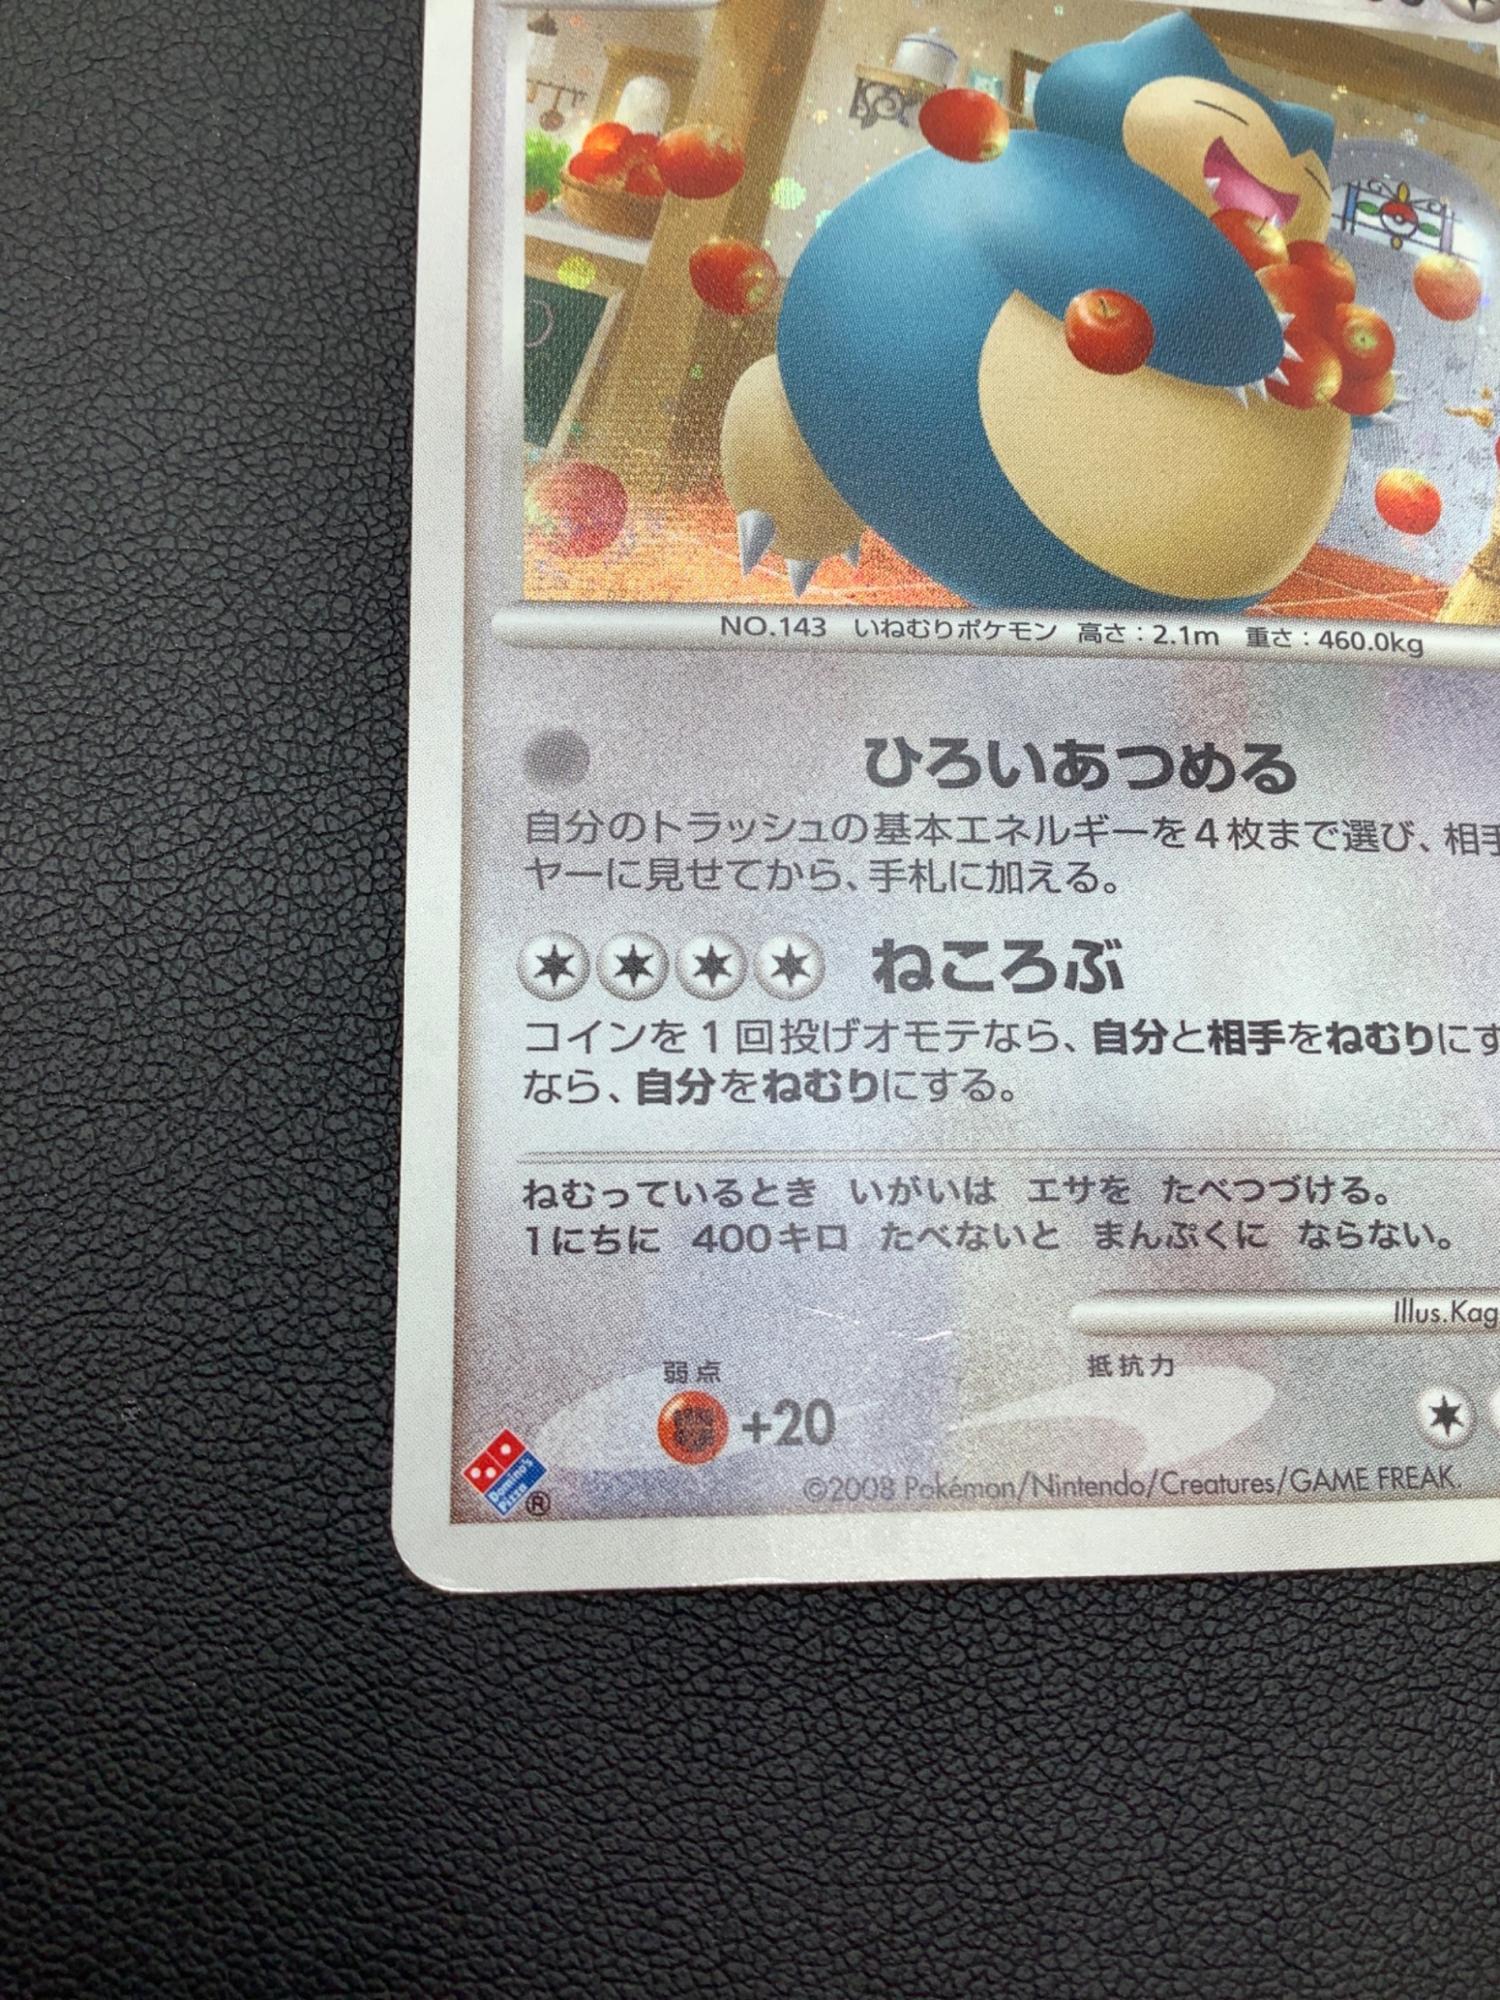 NO.143 いねむりポケモン 高さ:2.1m 重さ:460.0kg
ひろいあつめる
自分のトラッシュの基本エネルギーを4枚まで選び、相手
ヤーに見せてから、手札に加える。
ねころぶ
コインを1回投げオモテなら、自分と相手をねむりにす
なら、自分をねむりにする。
ねむっているとき いがいは エサを たべつづける。
1にちに 400キロ たべないと まんぷくに ならない。
Illus.Kag
弱点
抵抗力
+20
Domino's
Pizza
®
©2008 Pokémon/Nintendo/Creatures/GAME FREAK.